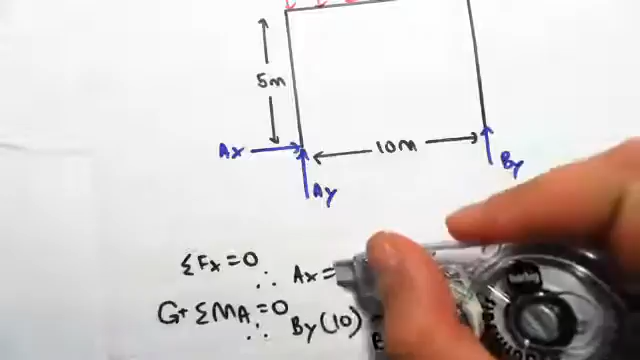 5m
10m
Ax
By
Ay
ΣFx=0
∴ Ax=
G+ ΣMA=0
∴ By(10)